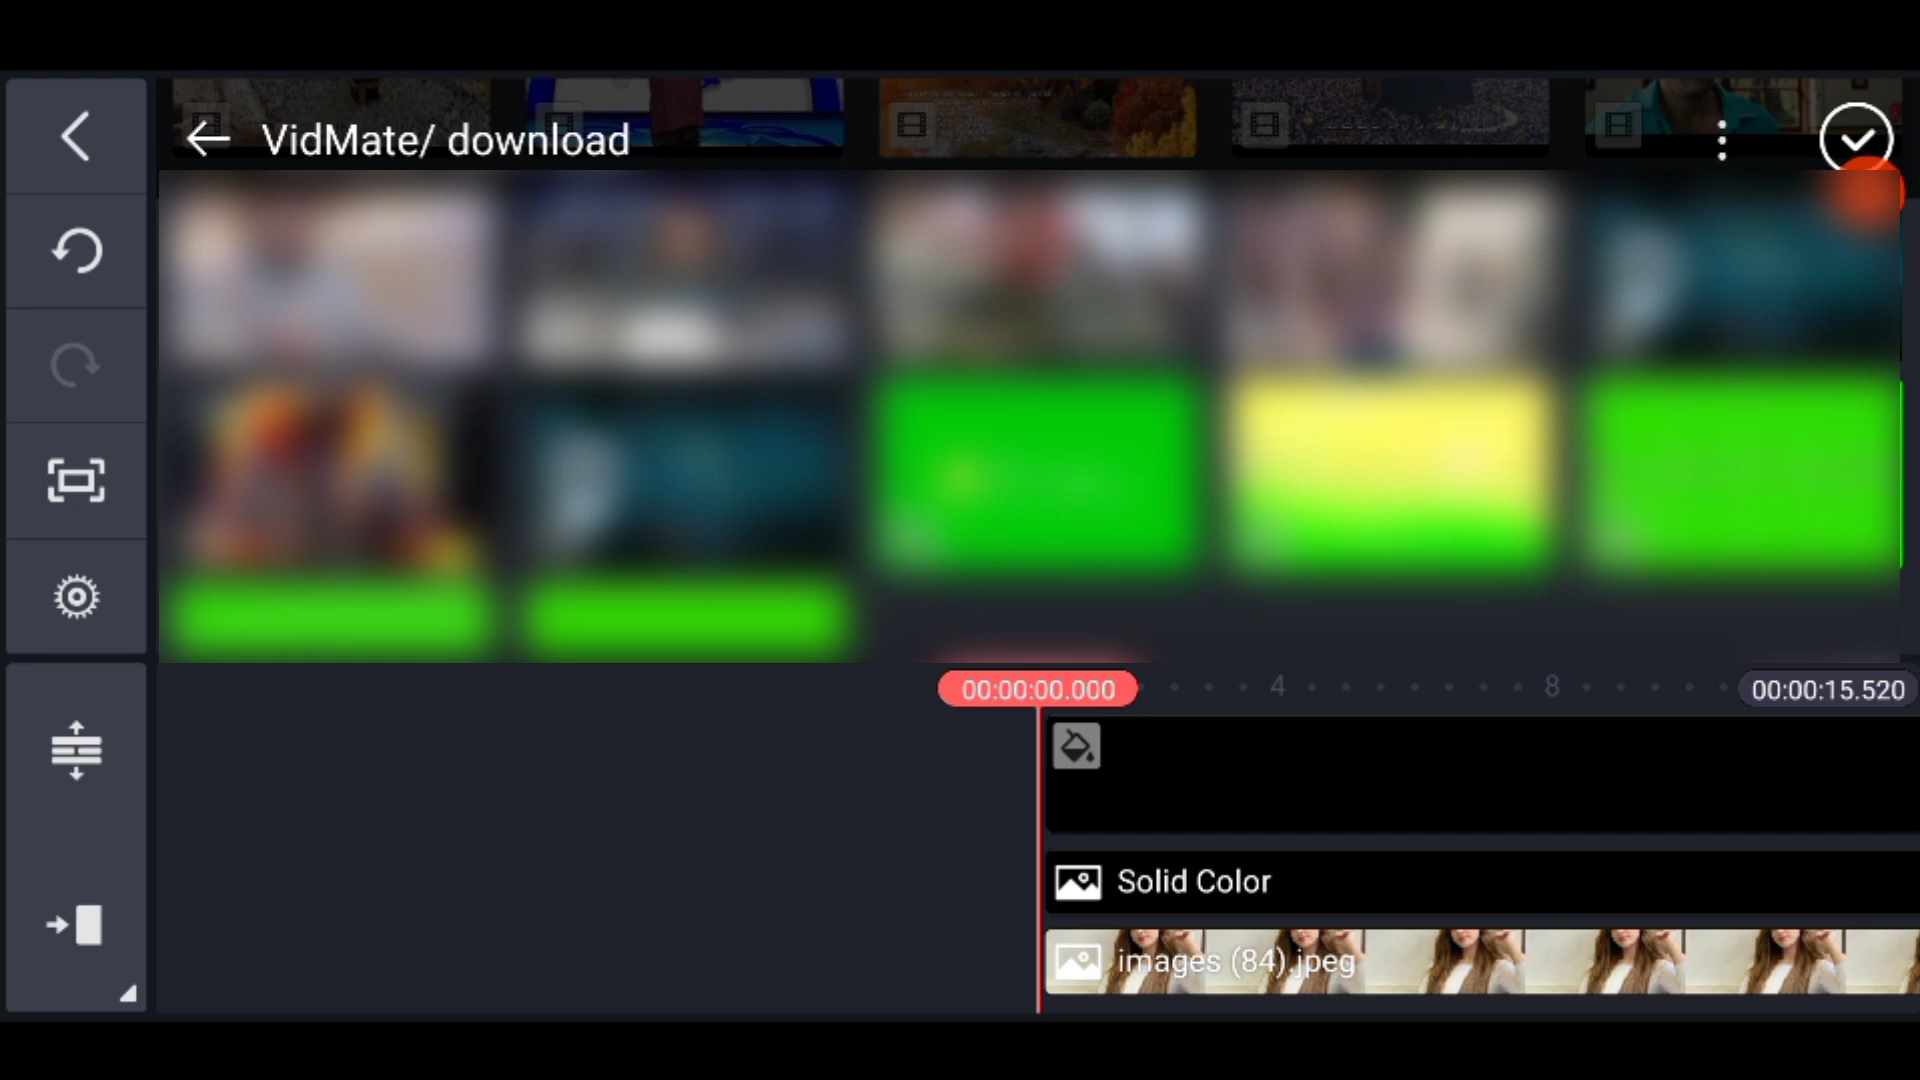 VidMate/ download
00:00:00.000
4
8
00:00:15.520
Solid Color
images (84).jpeg